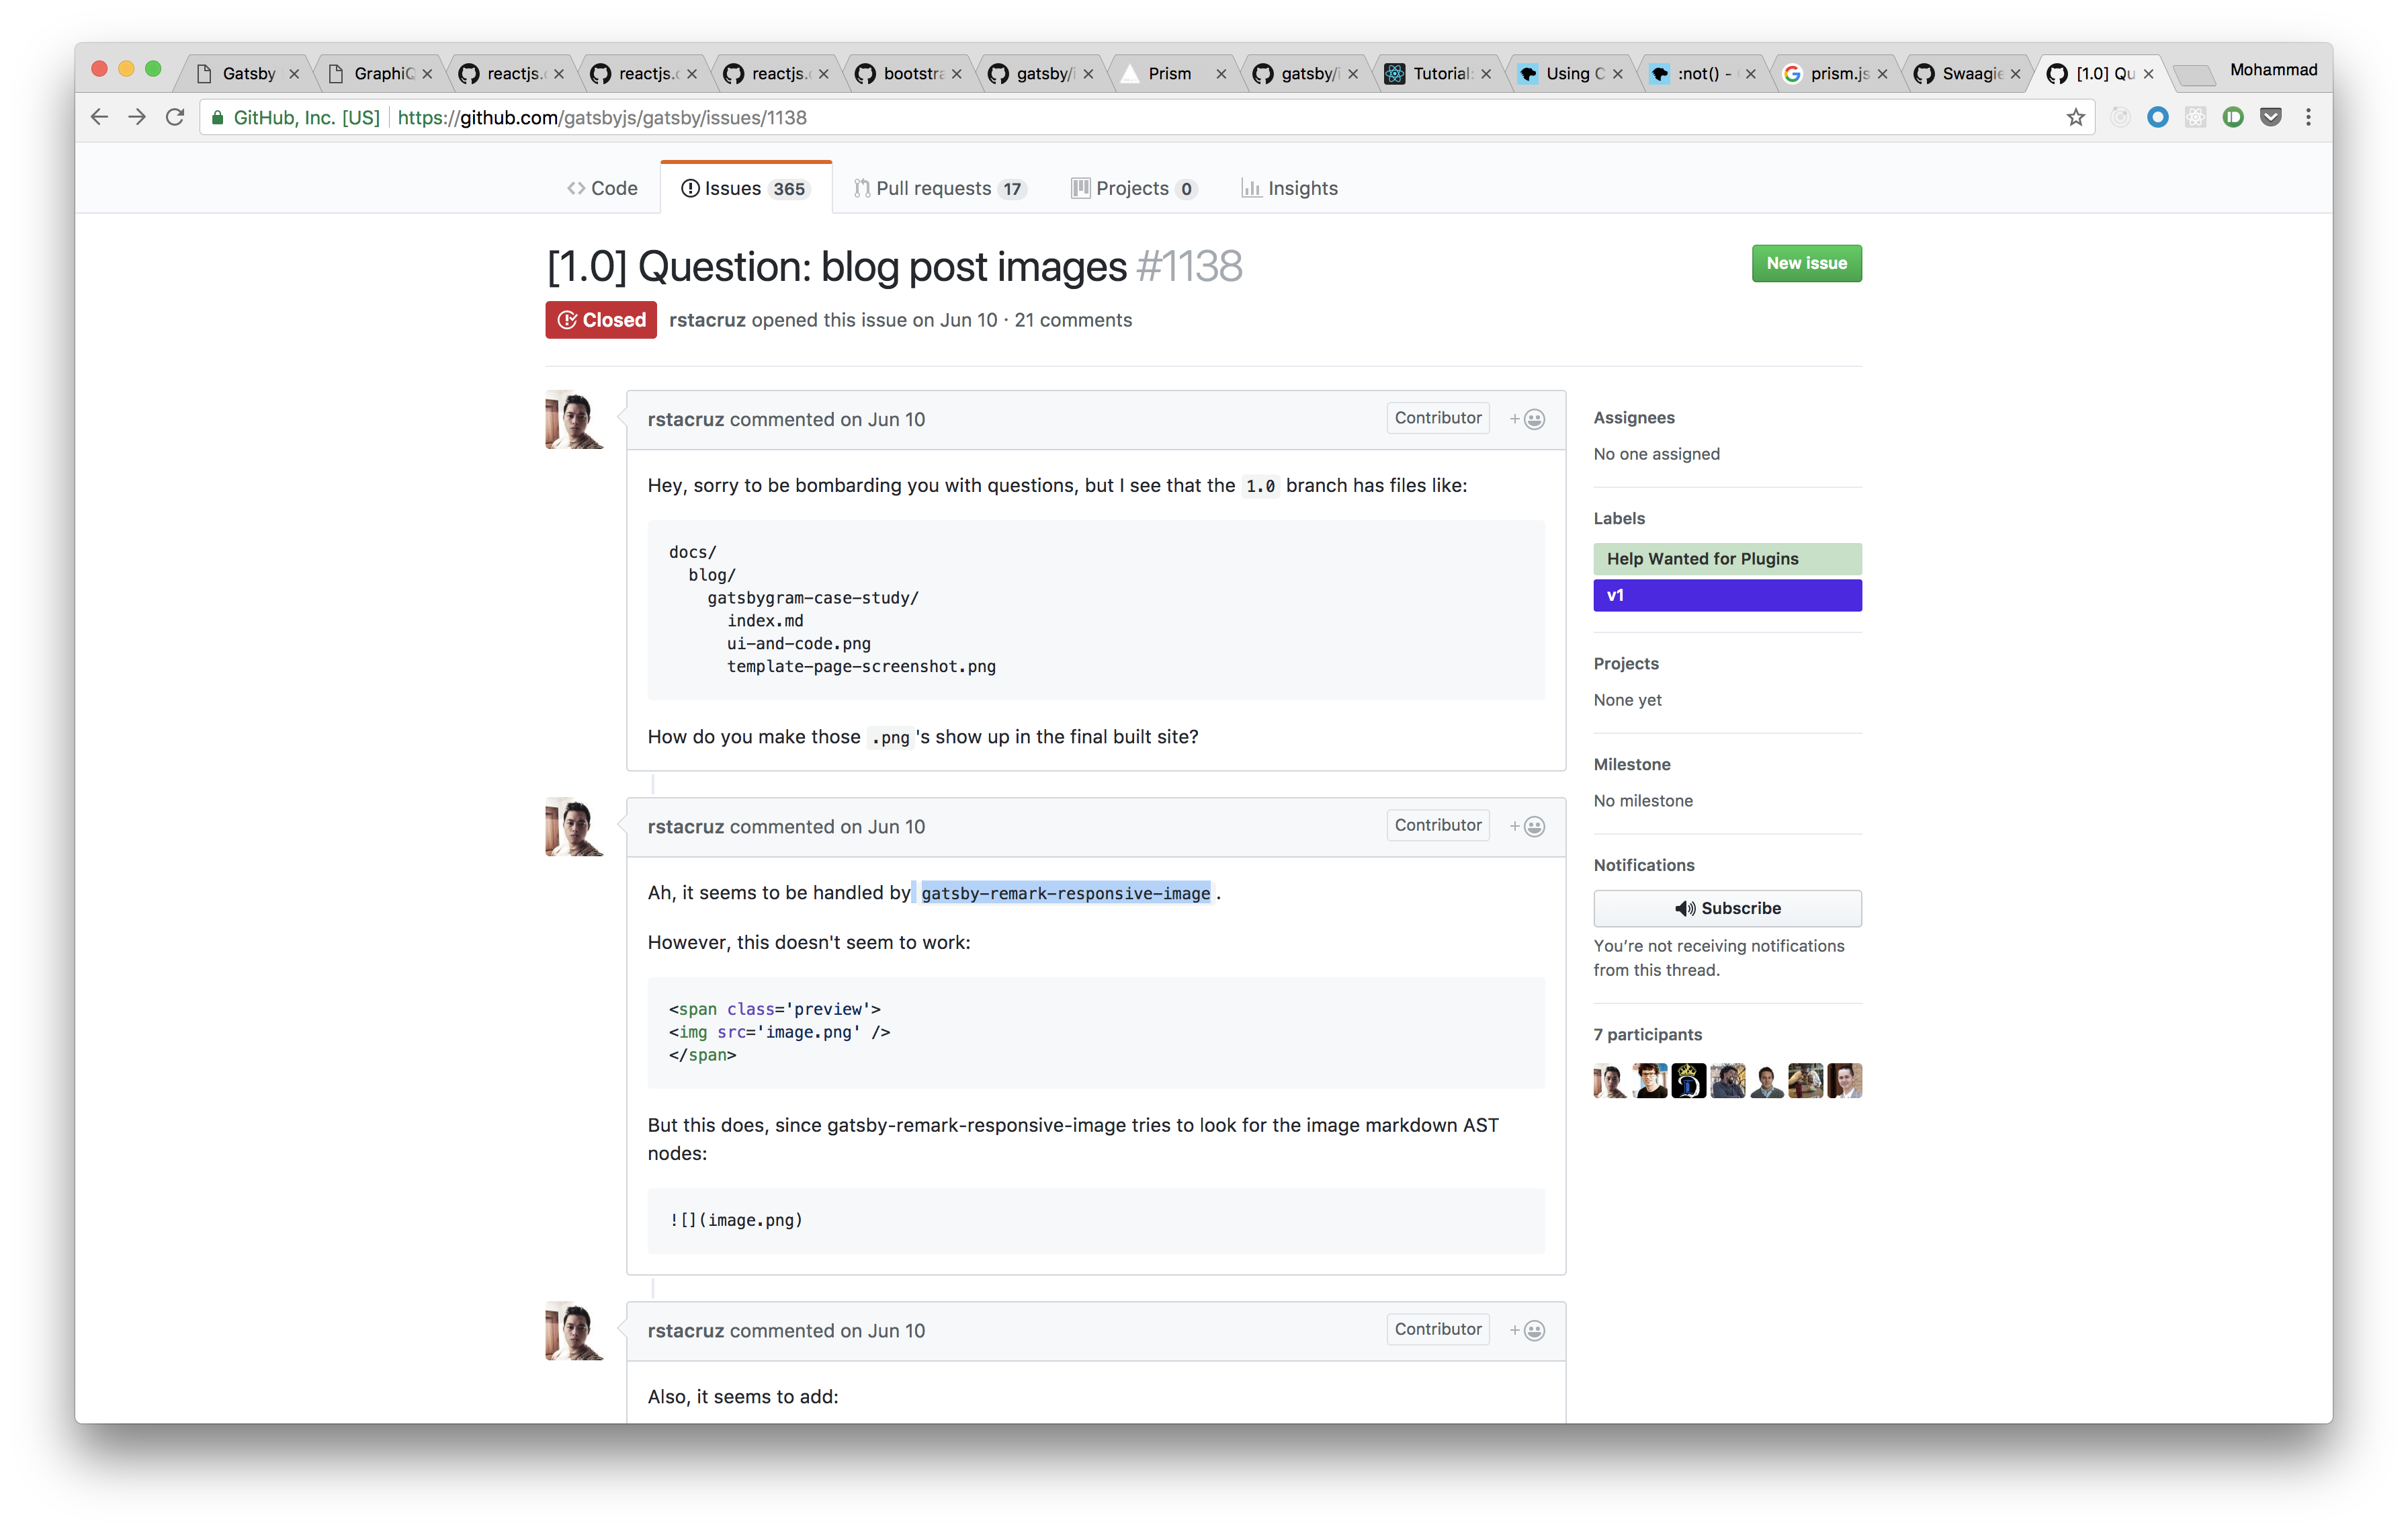 Gatsby
GraphiQ
reactjs.
reactjs.
reactjs.
bootstra
gatsby/i
Prism
gatsby/i
Tutorial:
Using C
:not() -
prism.js
Swaagie
[1.0] Qu
Mohammad
GitHub, Inc. [US]
https://github.com/gatsbyjs/gatsby/issues/1138
Code
Issues 365
Pull requests 17
Projects 0
Insights
[1.0] Question: blog post images #1138
New issue
Closed
rstacruz opened this issue on Jun 10 · 21 comments
rstacruz commented on Jun 10
Contributor
Hey, sorry to be bombarding you with questions, but I see that the 1.0 branch has files like:
docs/
  blog/
    gatsbygram-case-study/
      index.md
      ui-and-code.png
      template-page-screenshot.png
How do you make those .png's show up in the final built site?
rstacruz commented on Jun 10
Contributor
Ah, it seems to be handled by gatsby-remark-responsive-image.
However, this doesn't seem to work:
<span class='preview'>
<img src='image.png' />
</span>
But this does, since gatsby-remark-responsive-image tries to look for the image markdown AST
nodes:
![](image.png)
rstacruz commented on Jun 10
Contributor
Also, it seems to add:
Assignees
No one assigned
Labels
Help Wanted for Plugins
v1
Projects
None yet
Milestone
No milestone
Notifications
Subscribe
You’re not receiving notifications
from this thread.
7 participants